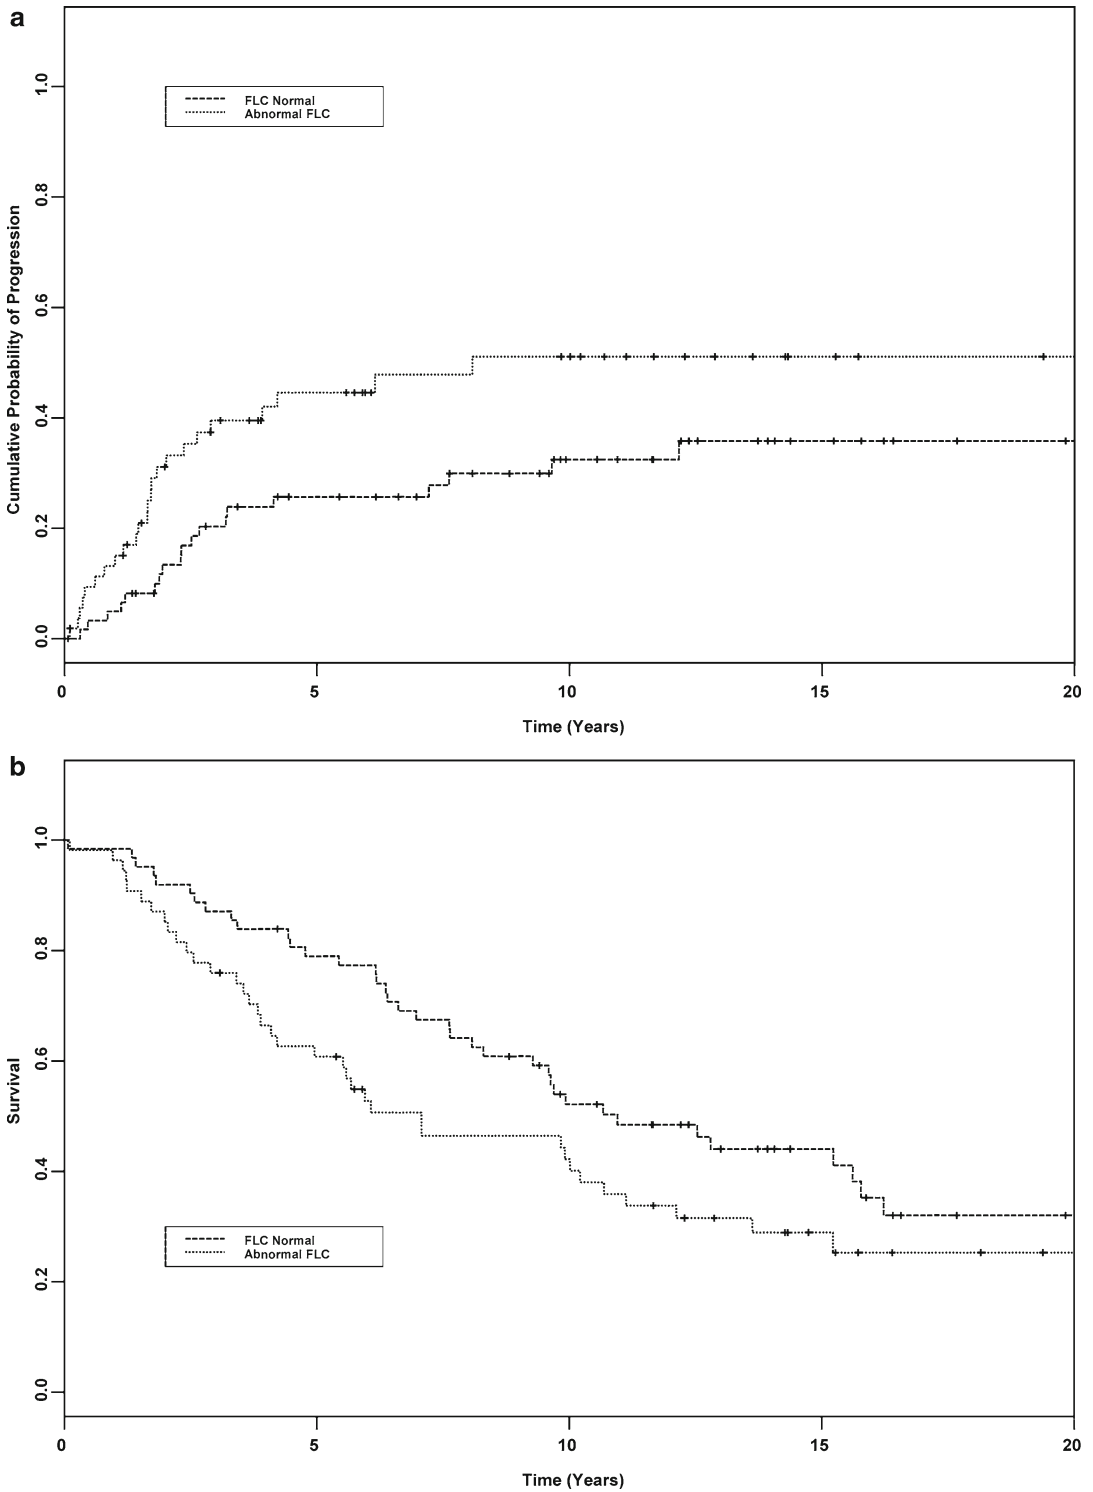 a
Cumulative Probability of Progression
1.0
0.8
0.6
0.4
0.2
0.0
FLC Normal
Abnormal FLC
0 5 10 15 20
Time (Years)
b
Survival
1.0
0.8
0.6
0.4
0.2
0.0
FLC Normal
Abnormal FLC
0 5 10 15 20
Time (Years)